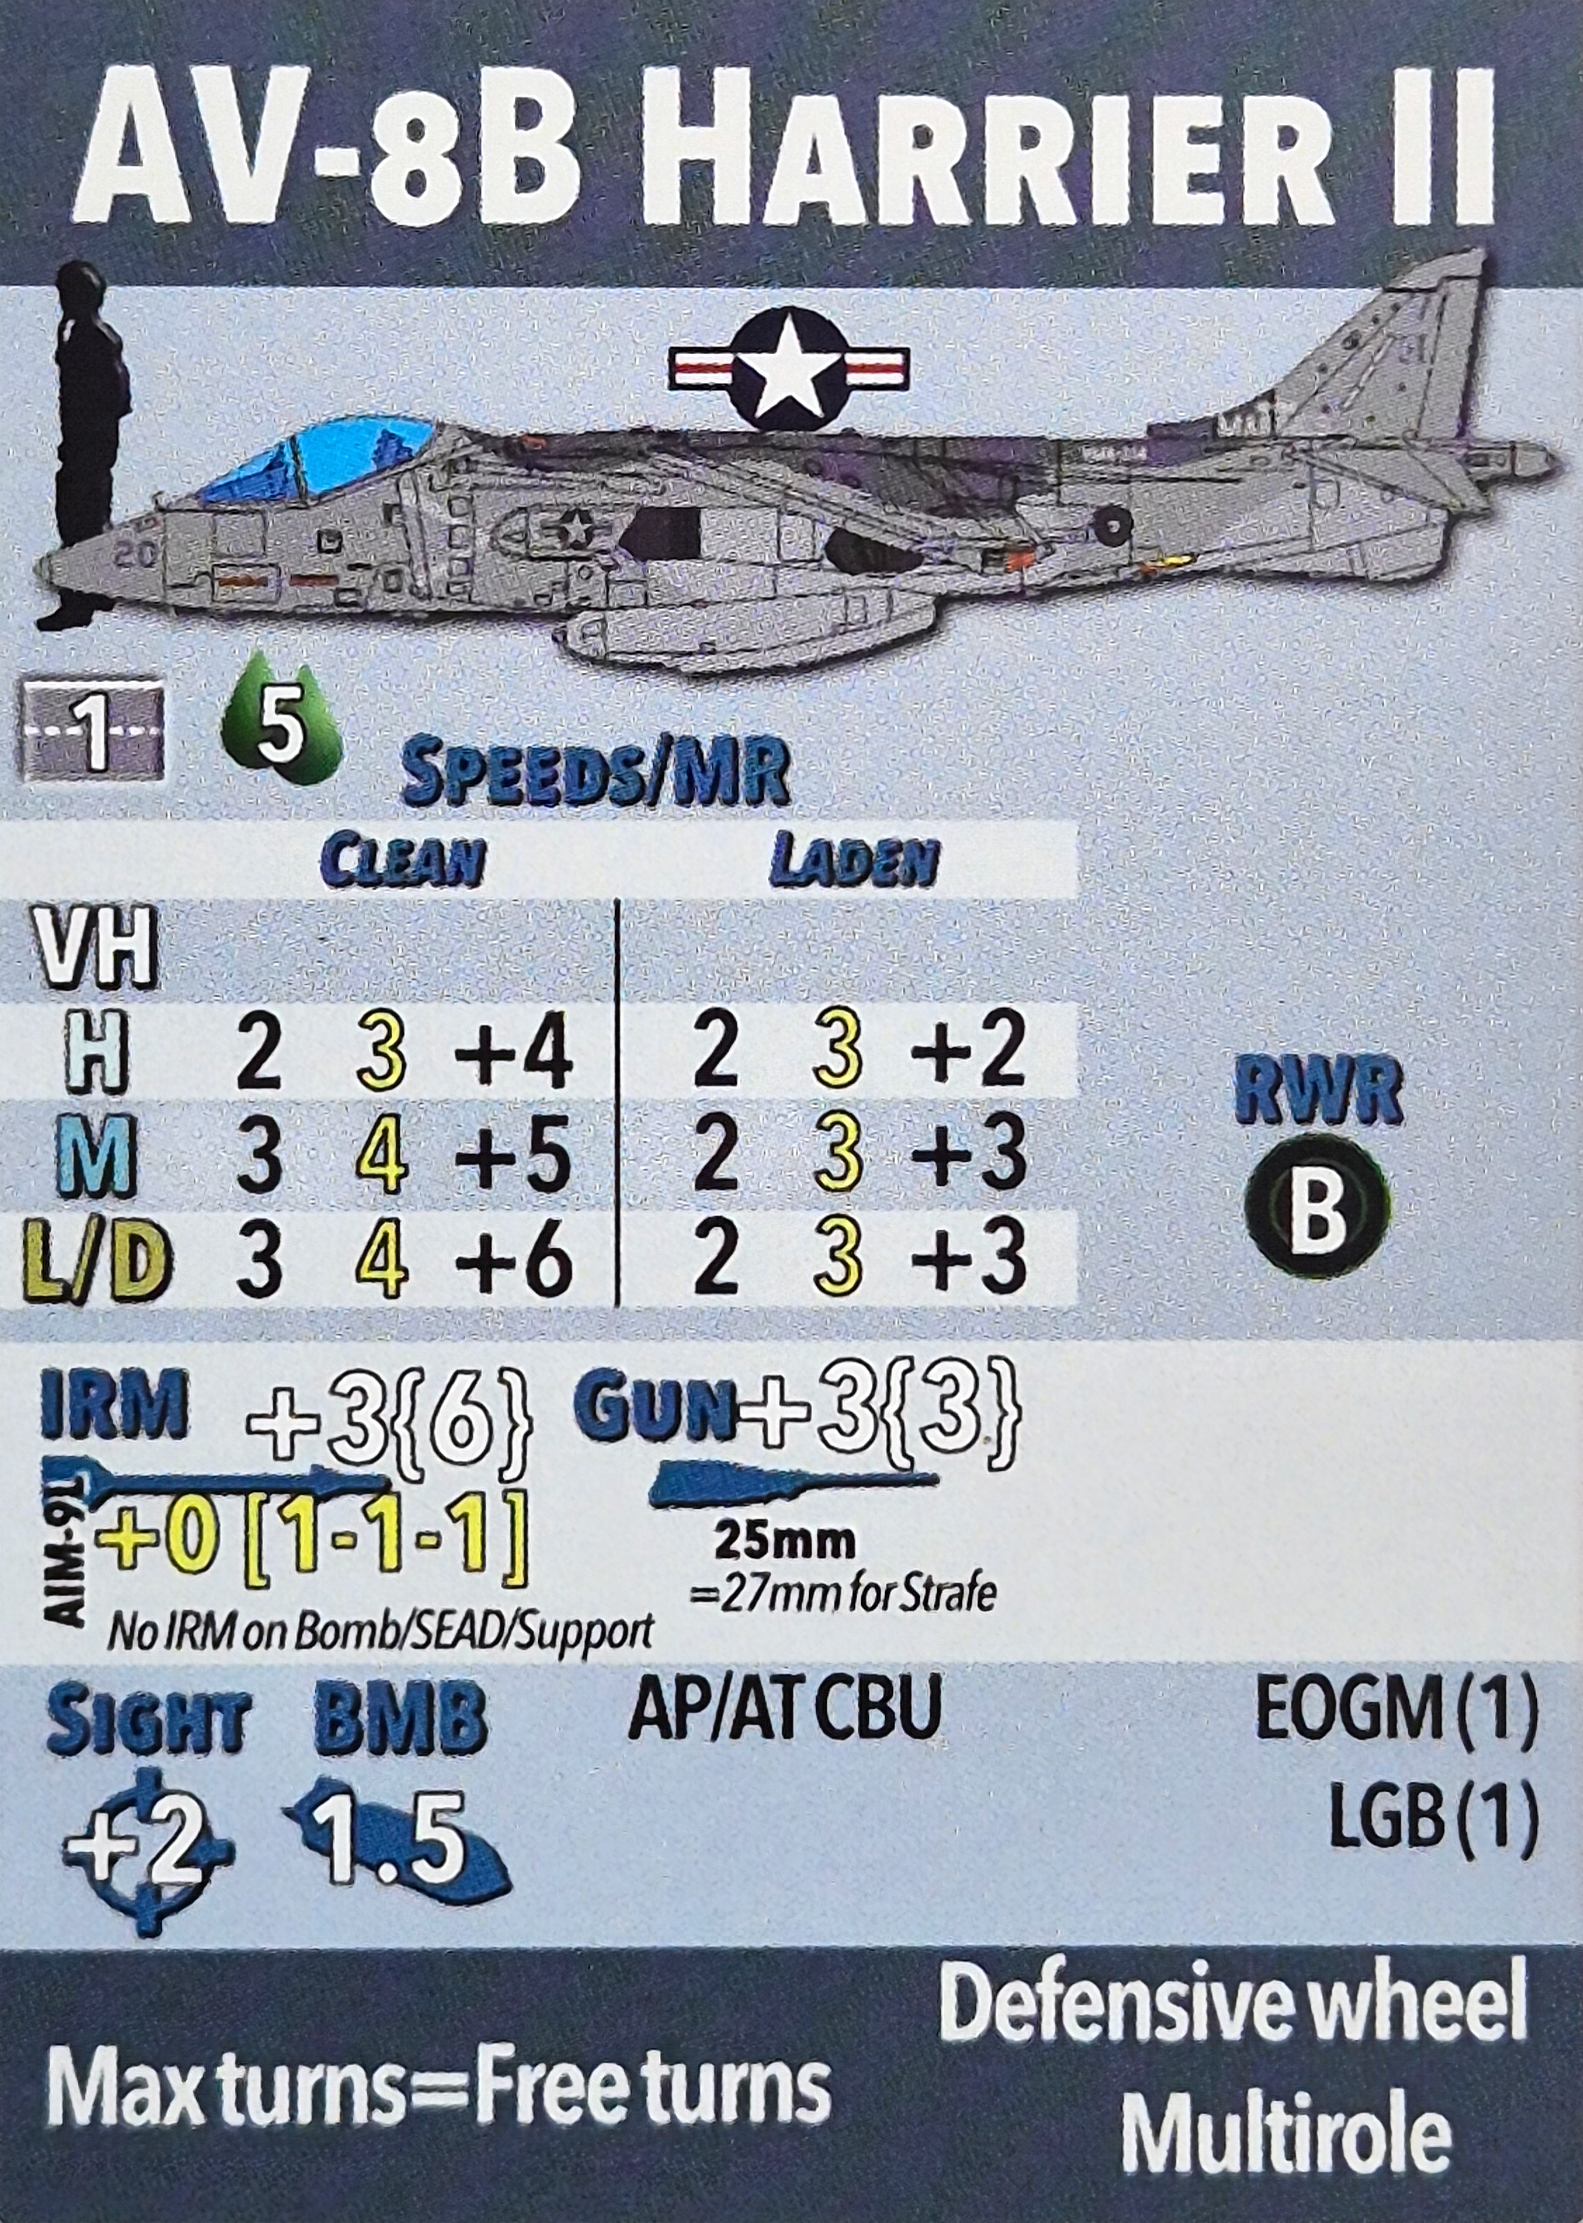 AV-8B HARRIER II
20
1 5
SPEEDS/MR
CLEAN LADEN
VH
H 2 3 +4 2 3 +2
M 3 4 +5 2 3 +3
L/D 3 4 +6 2 3 +3
RWR
B
IRM +3{6} GUN +3{3}
AIM-9L
+0 [1-1-1]
25mm
=27mm for Strafe
No IRM on Bomb/SEAD/Support
SIGHT BMB AP/AT CBU EOGM (1)
+2 1.5 LGB (1)
Defensive wheel
Max turns=Free turns
Multirole